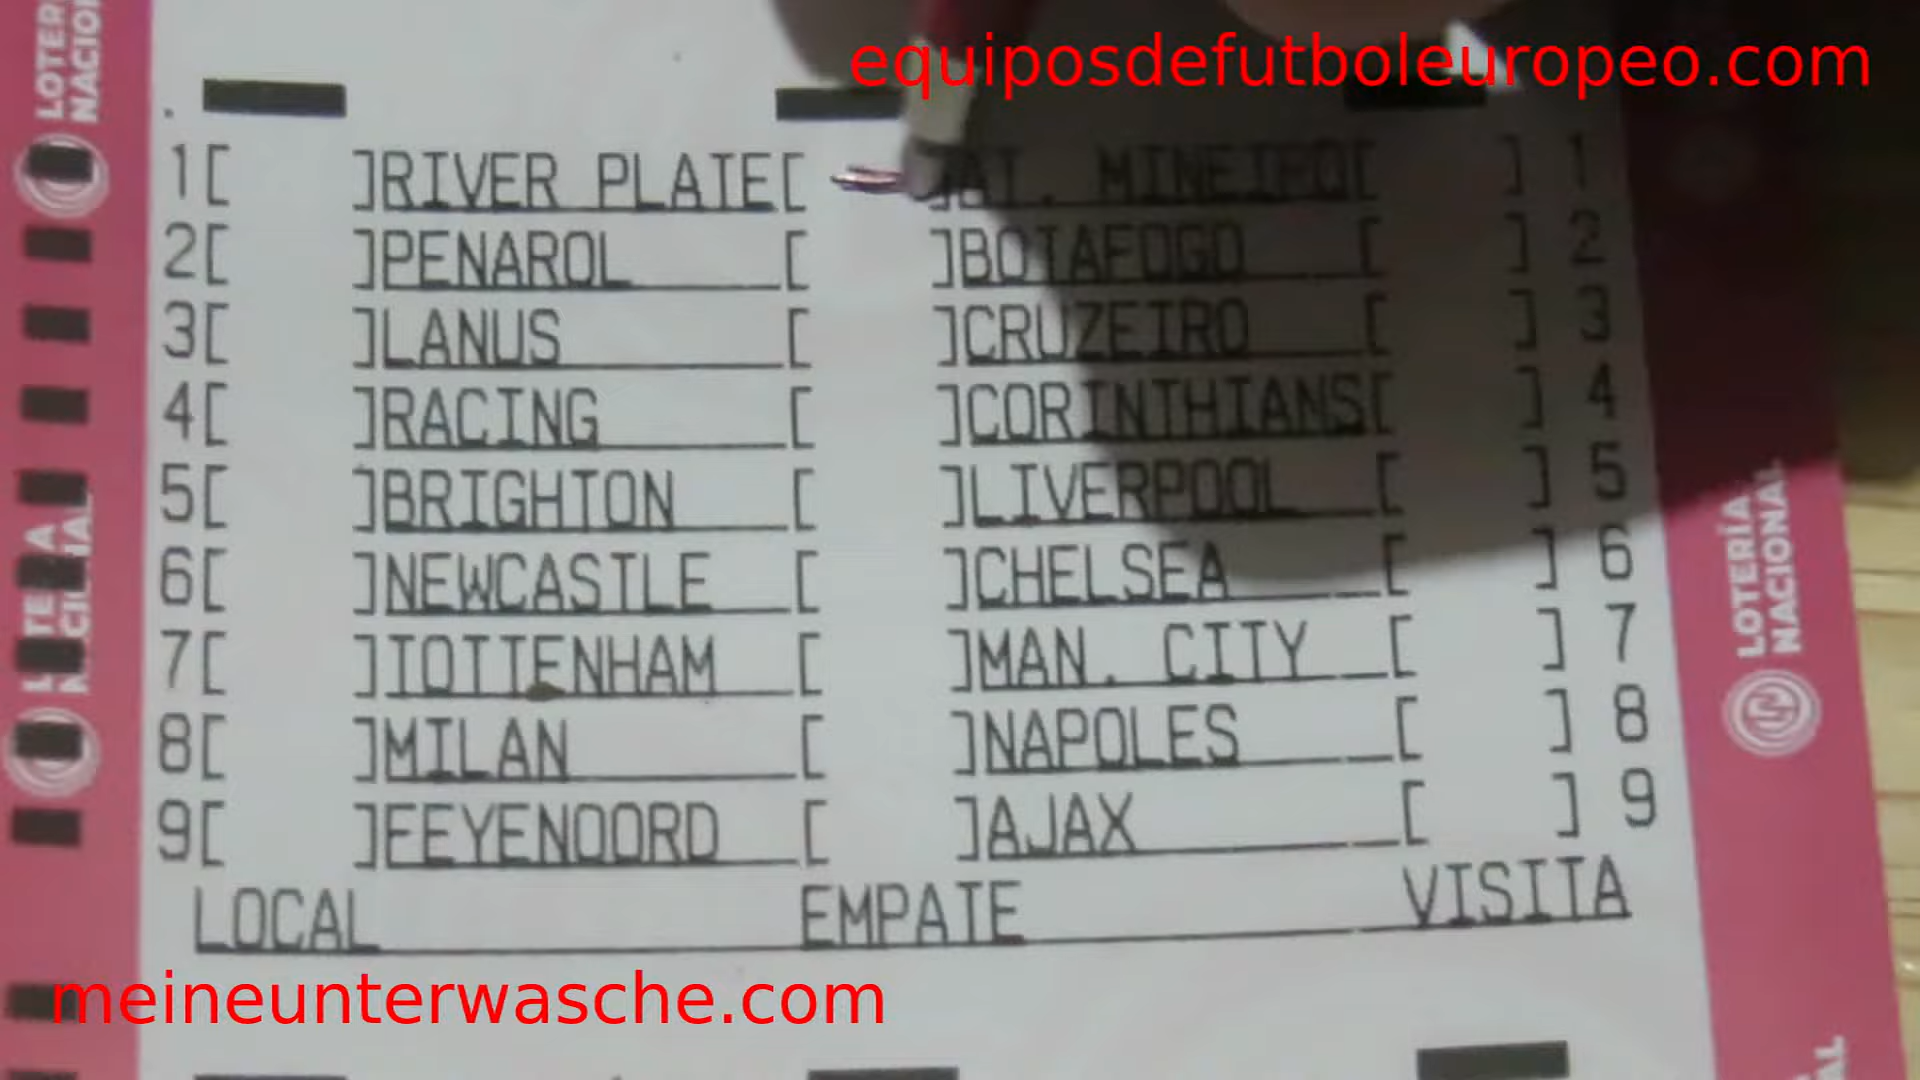 equiposdefutboleuropeo.com
LOTERÍA NACIONAL
1[ ]RIVER PLATE[ ]AT. MINEIRO[ ] 1
2[ ]PENAROL[ ]BOTAFOGO[ ] 2
3[ ]LANUS[ ]CRUZEIRO[ ] 3
4[ ]RACING[ ]CORINTHIANS[ ] 4
5[ ]BRIGHTON[ ]LIVERPOOL[ ] 5
6[ ]NEWCASTLE[ ]CHELSEA[ ] 6
7[ ]TOTTENHAM[ ]MAN. CITY[ ] 7
8[ ]MILAN[ ]NAPOLES[ ] 8
9[ ]FEYENOORD[ ]AJAX[ ] 9
LOCAL EMPATE VISITA
LOTERÍA NACIONAL
meineunterwasche.com